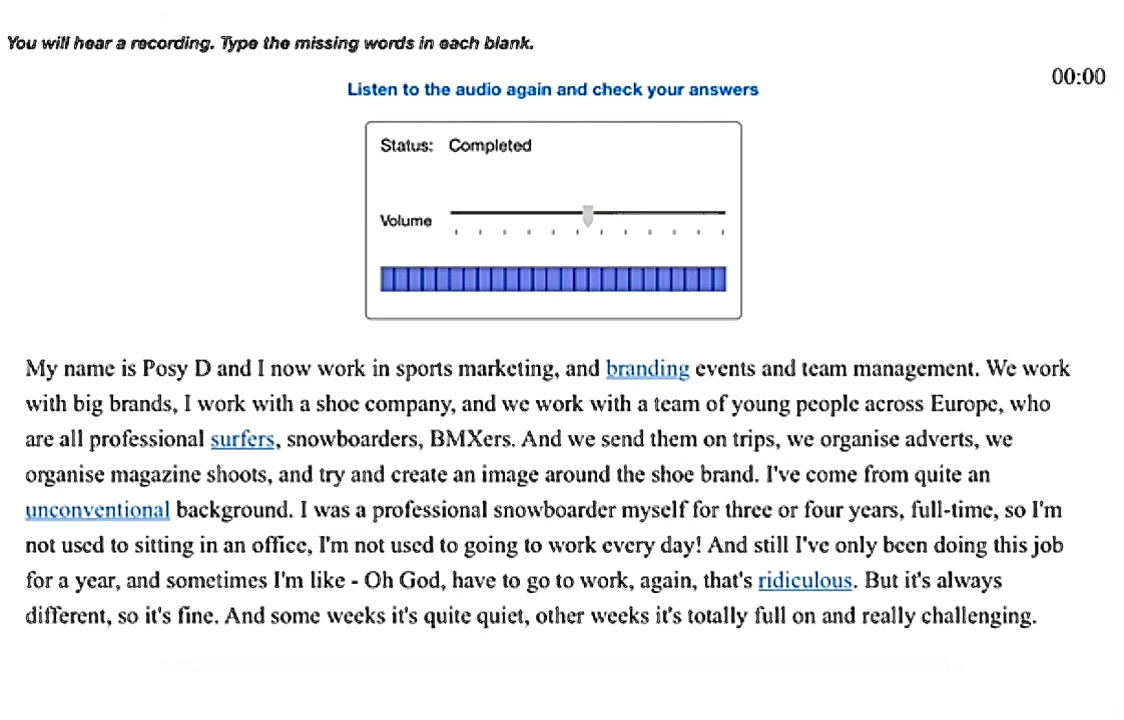 You will hear a recording. Type the missing words in each blank.
00:00
Listen to the audio again and check your answers
Status: Completed
Volume
My name is Posy D and I now work in sports marketing, and branding events and team management. We work
with big brands, I work with a shoe company, and we work with a team of young people across Europe, who
are all professional surfers, snowboarders, BMXers. And we send them on trips, we organise adverts, we
organise magazine shoots, and try and create an image around the shoe brand. I've come from quite an
unconventional background. I was a professional snowboarder myself for three or four years, full-time, so I'm
not used to sitting in an office, I'm not used to going to work every day! And still I've only been doing this job
for a year, and sometimes I'm like - Oh God, have to go to work, again, that's ridiculous. But it's always
different, so it's fine. And some weeks it's quite quiet, other weeks it's totally full on and really challenging.